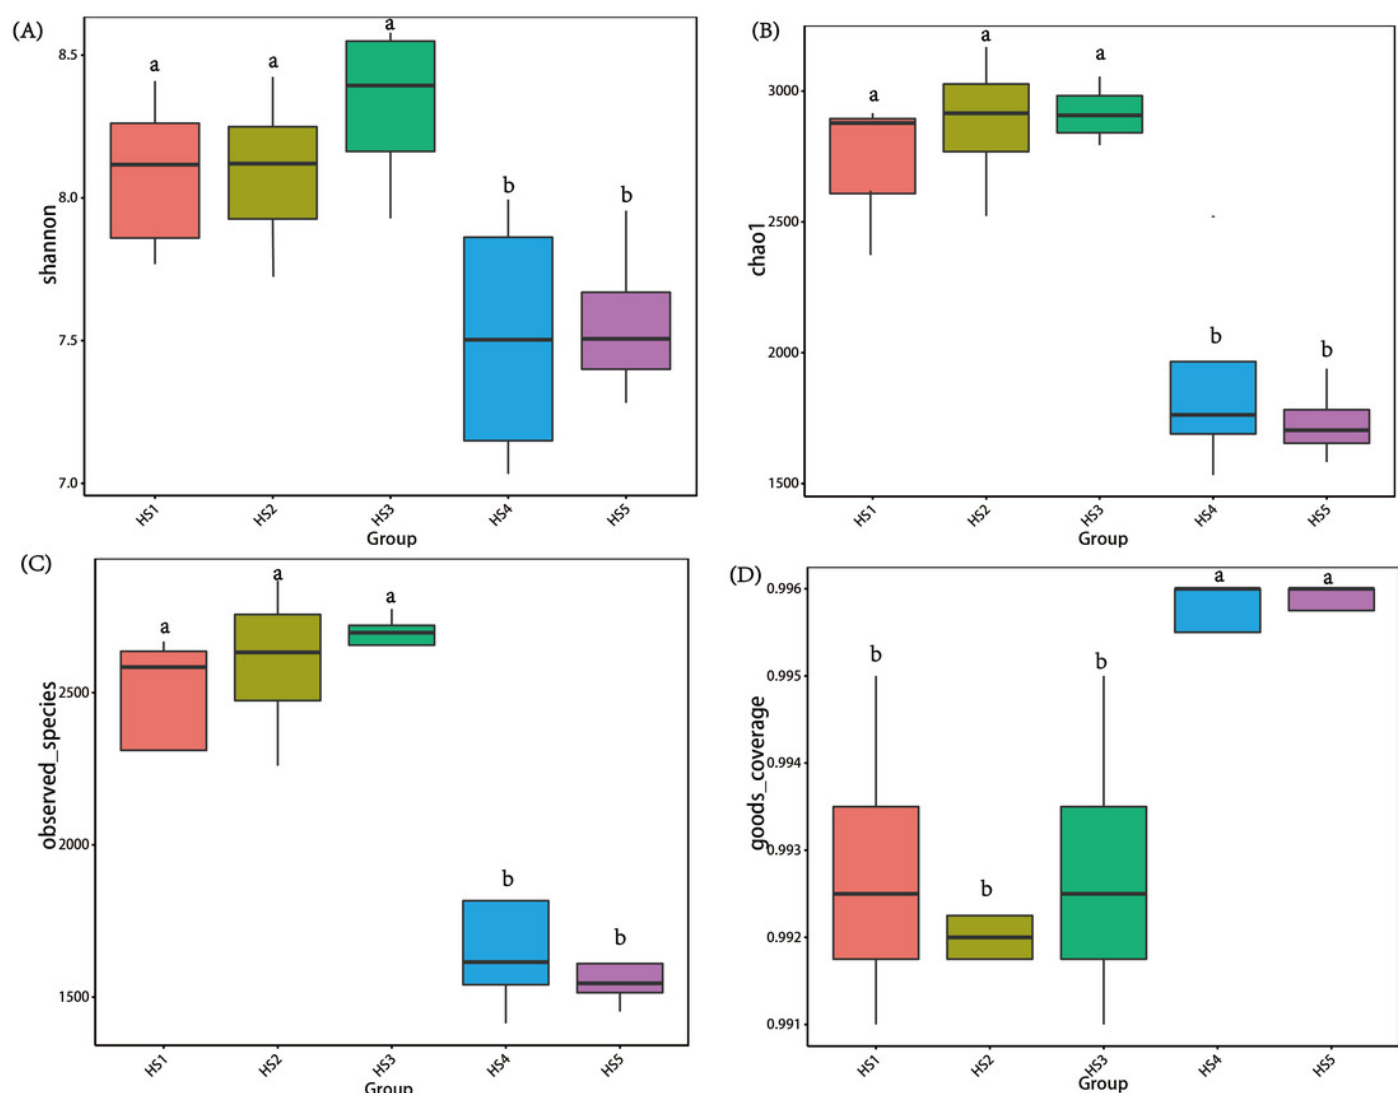 (A)
a
a
a
b
b
8.5
8.0
7.5
7.0
shannon
HS1
HS2
HS3
HS4
HS5
Group
(B)
a
a
a
b
b
3000
2500
2000
1500
chao1
HS1
HS2
HS3
HS4
HS5
Group
(C)
a
a
a
b
b
2500
2000
1500
observed_species
HS1
HS2
HS3
HS4
HS5
Group
(D)
b
b
b
a
a
0.996
0.995
0.994
0.993
0.992
0.991
goods_coverage
HS1
HS2
HS3
HS4
HS5
Group